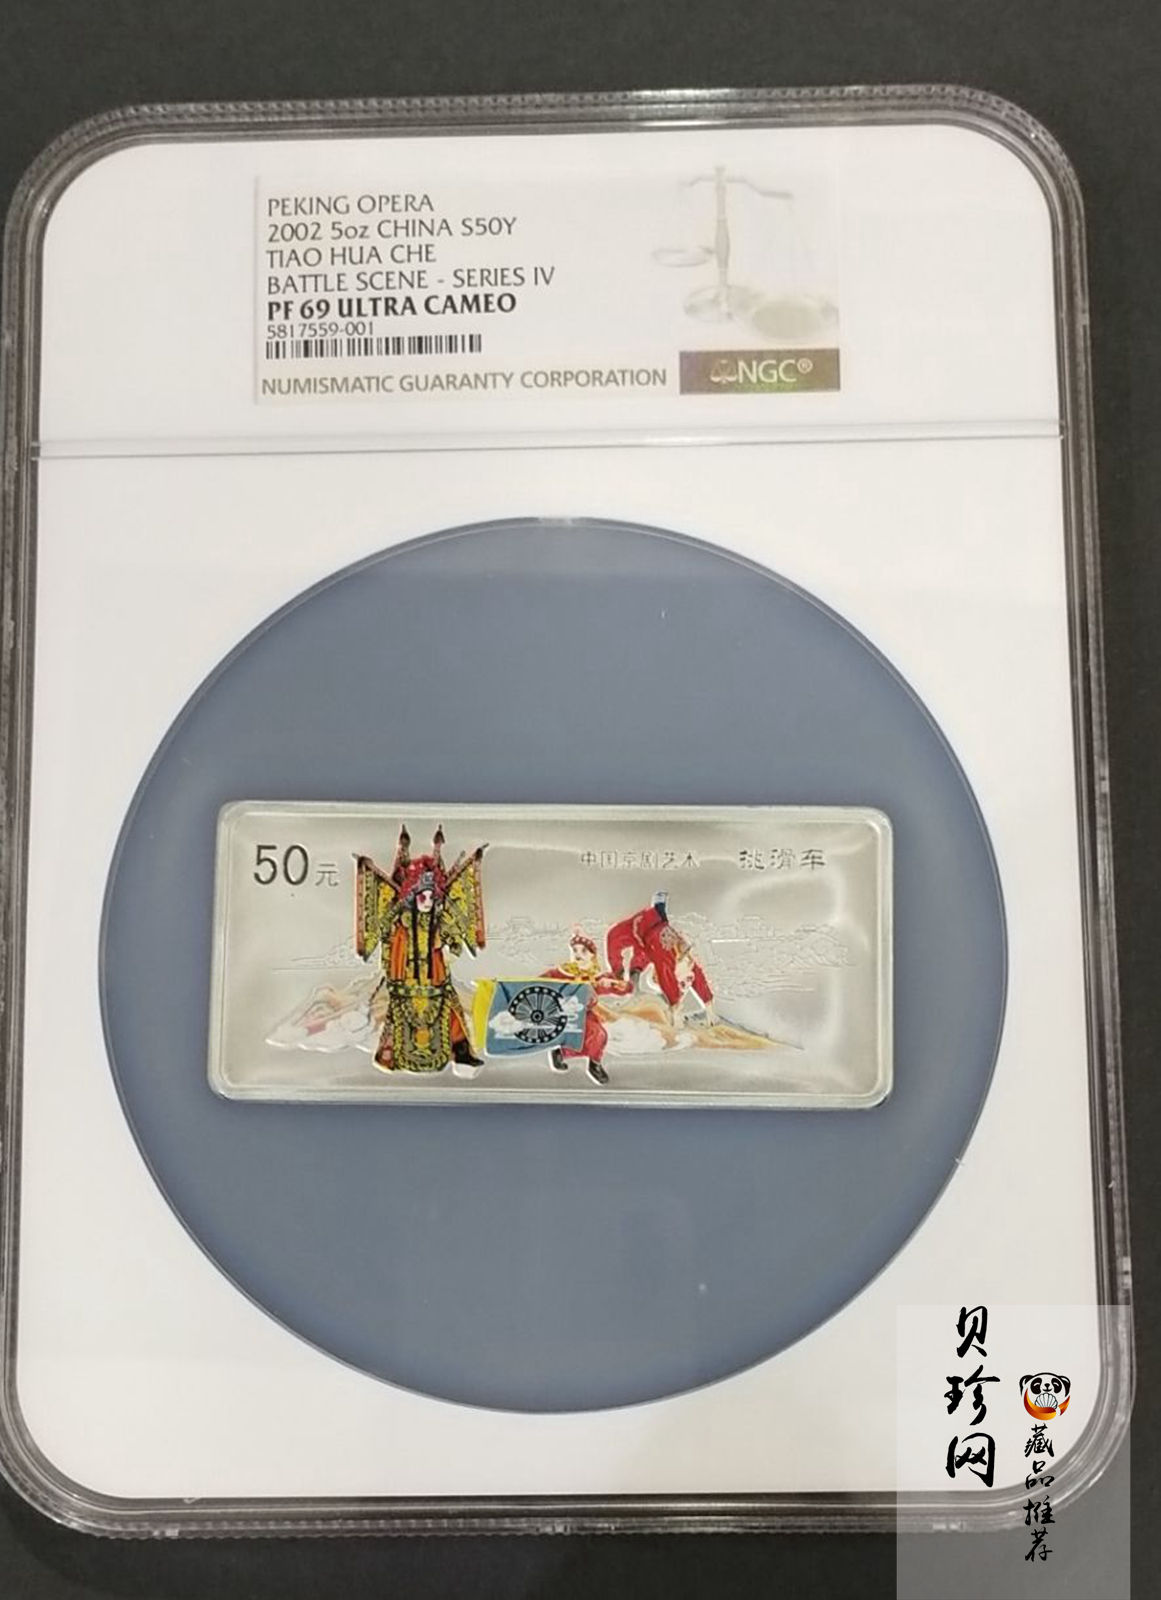 PEKING OPERA
2002 5oz CHINA S50Y
TIAO HUA CHE
BATTLE SCENE - SERIES IV
PF 69 ULTRA CAMEO
5817559-001
NUMISMATIC GUARANTY CORPORATION
NGC®
50元
中国京剧艺术 挑滑车
贝珍网
藏品推荐